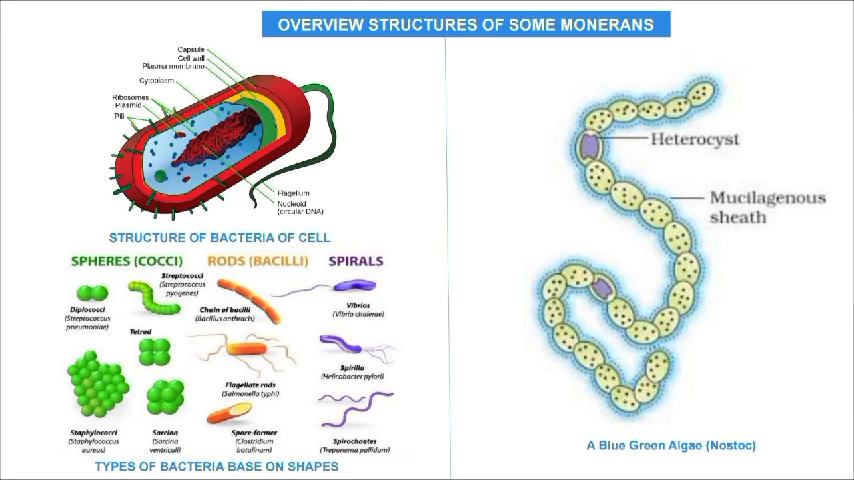 OVERVIEW STRUCTURES OF SOME MONERANS
Capsule
Cell wall
Plasma membrane
Cytoplasm
Ribosomes
Plasmid
Pili
Flagellum
Nucleoid
(circular DNA)
STRUCTURE OF BACTERIA OF CELL
SPHERES (COCCI)
RODS (BACILLI)
SPIRALS
Diplococci
(Streptococcus
pneumoniae)
Streptococci
(Streptococcus
pyogenes)
Chain of bacilli
(Bacillus anthracis)
Vibrios
(Vibrio cholerae)
Tetrad
Flagellate rods
(Salmonella typhi)
Spirilla
(Helicobacter pylori)
Staphylococci
(Staphylococcus
aureus)
Sarcina
(Sarcina
ventriculi)
Spore-former
(Clostridium
botulinum)
Spirochaetes
(Treponema pallidum)
TYPES OF BACTERIA BASE ON SHAPES
Heterocyst
Mucilagenous
sheath
A Blue Green Algae (Nostoc)